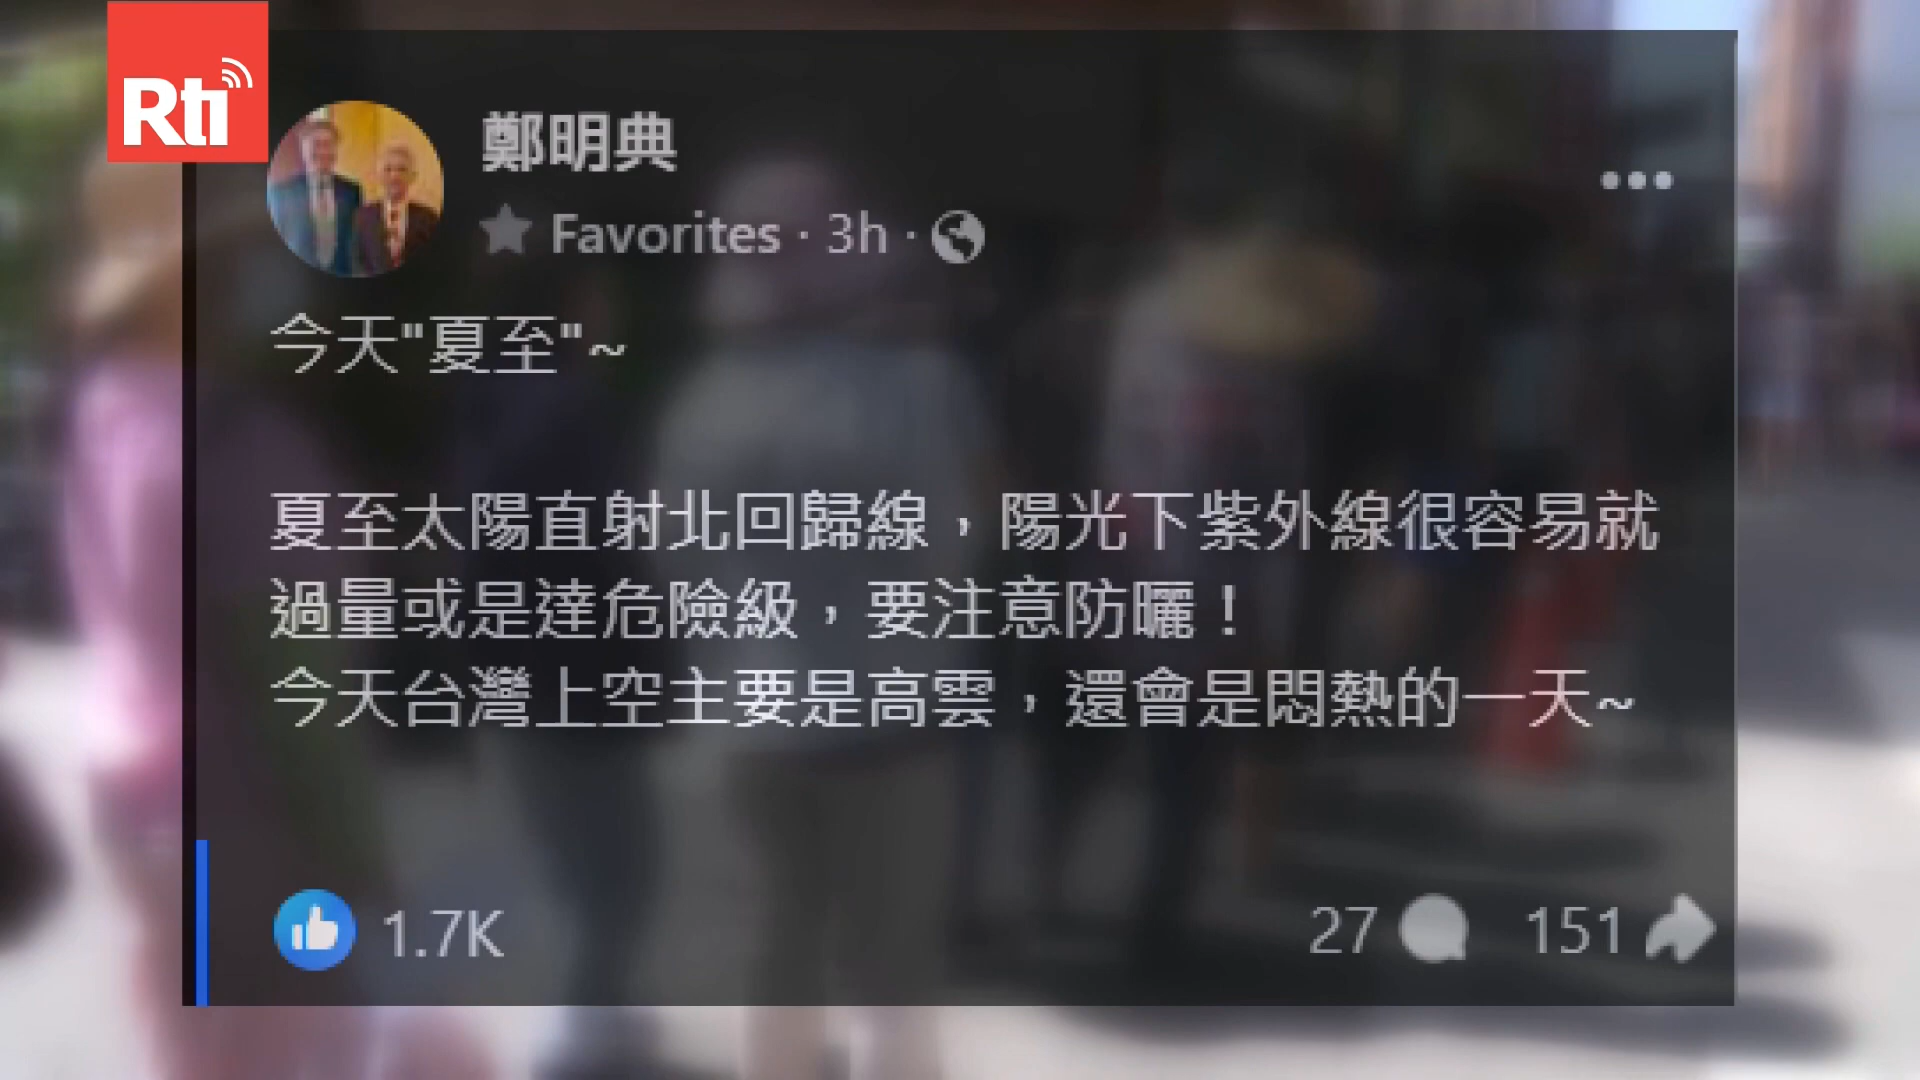 Rti
鄭明典
Favorites · 3h ·
今天"夏至"~
夏至太陽直射北回歸線，陽光下紫外線很容易就
過量或是達危險級，要注意防曬！
今天台灣上空主要是高雲，還會是悶熱的一天~
1.7K
27
151